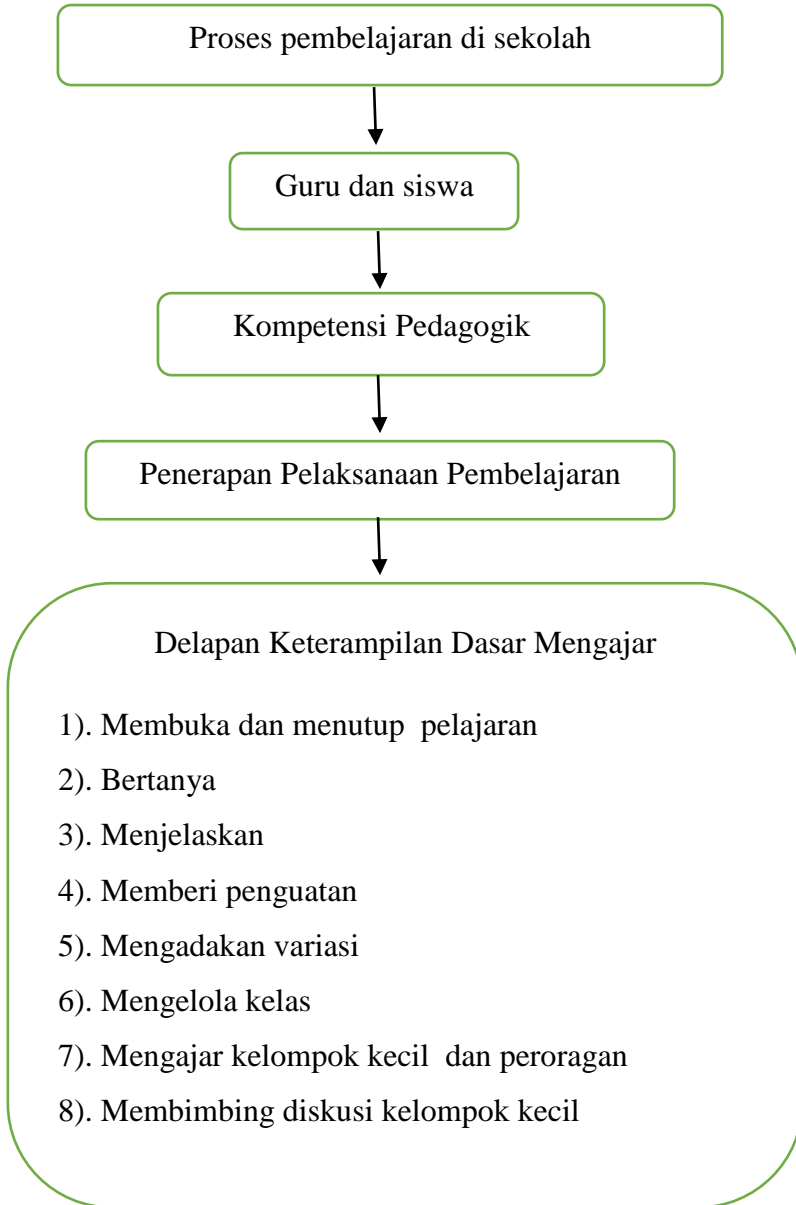 Proses pembelajaran di sekolah
Guru dan siswa
Kompetensi Pedagogik
Penerapan Pelaksanaan Pembelajaran
Delapan Keterampilan Dasar Mengajar
1). Membuka dan menutup  pelajaran
2). Bertanya
3). Menjelaskan
4). Memberi penguatan
5). Mengadakan variasi
6). Mengelola kelas
7). Mengajar kelompok kecil  dan peroragan
8). Membimbing diskusi kelompok kecil